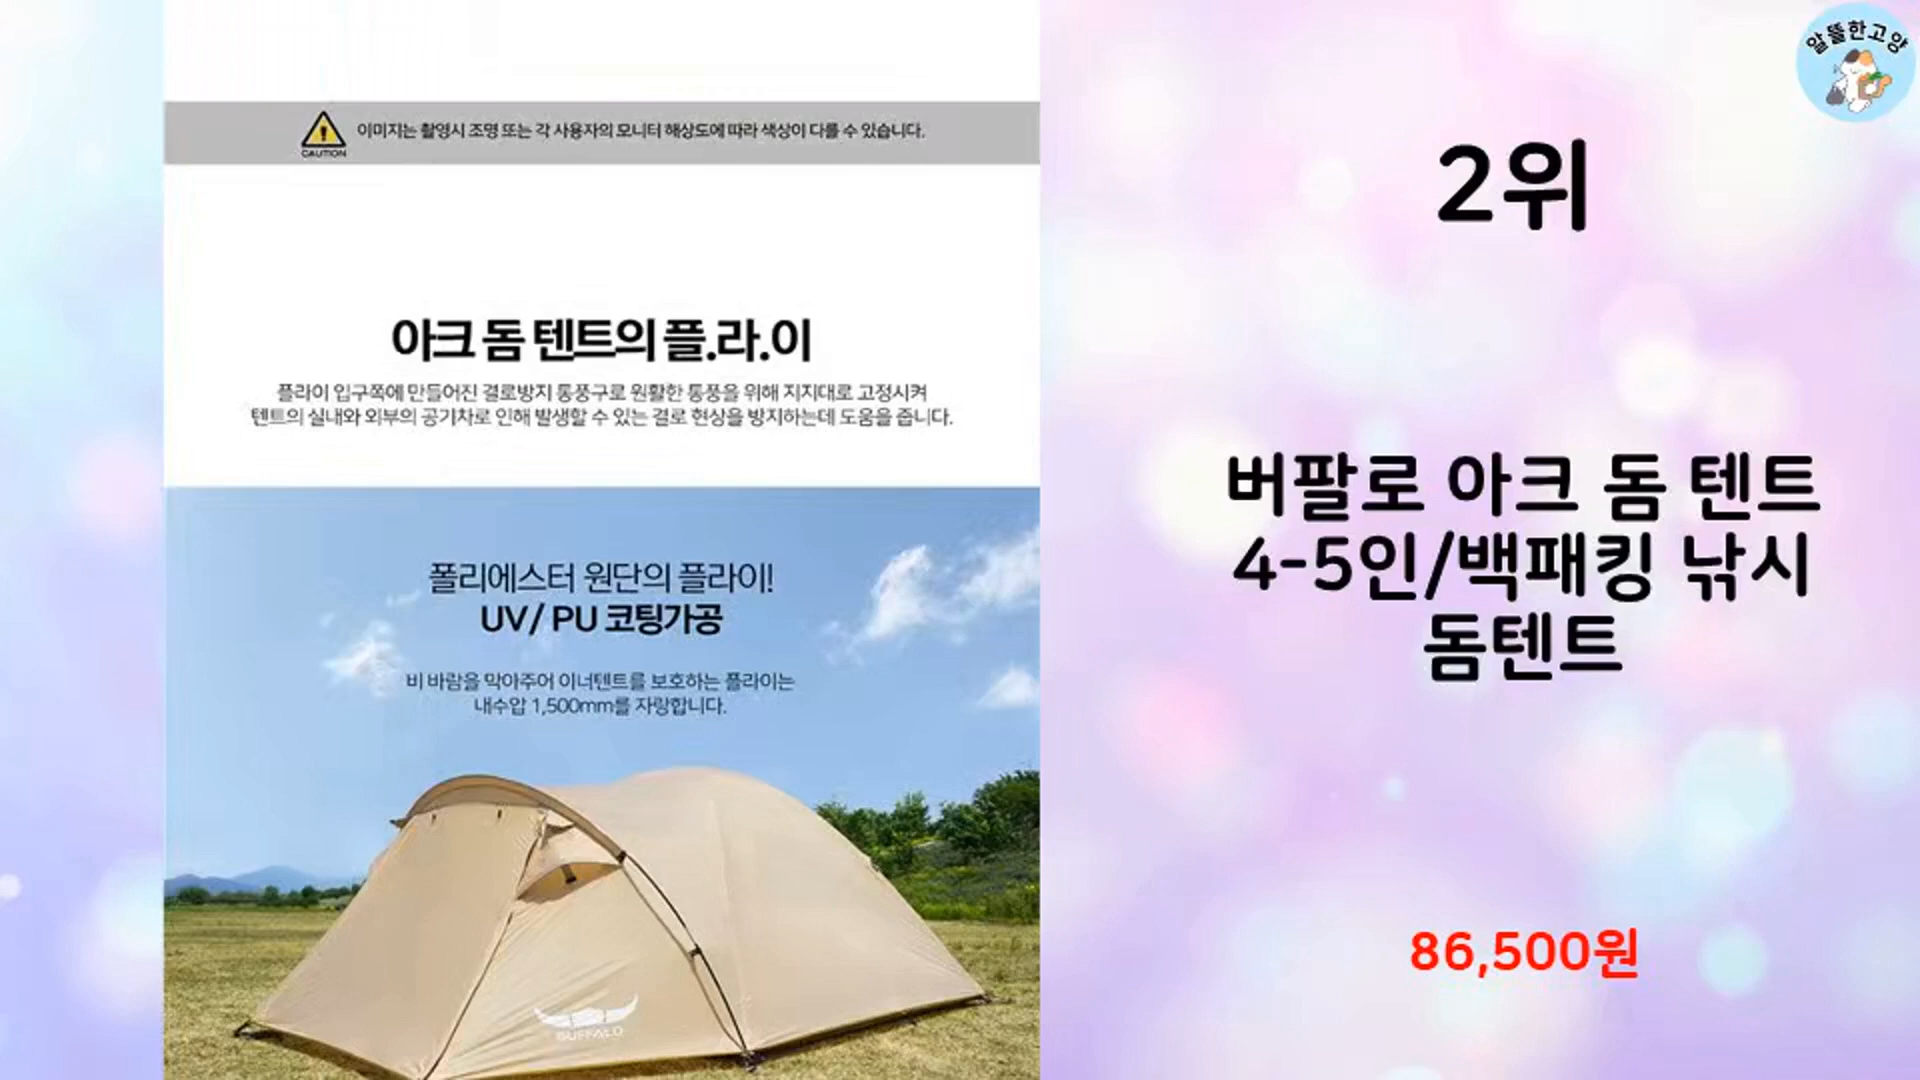 알뜰한고양
CAUTION
이미지는 촬영시 조명 또는 각 사용자의 모니터 해상도에 따라 색상이 다를 수 있습니다.
아크 돔 텐트의 플.라.이
플라이 입구쪽에 만들어진 결로방지 통풍구로 원활한 통풍을 위해 지지대로 고정시켜
텐트의 실내와 외부의 공기차로 인해 발생할 수 있는 결로 현상을 방지하는데 도움을 줍니다.
폴리에스터 원단의 플라이!
UV/ PU 코팅가공
비 바람을 막아주어 이너텐트를 보호하는 플라이는
내수압 1,500mm를 자랑합니다.
BUFFALO
2위
버팔로 아크 돔 텐트
4-5인/백패킹 낚시
돔텐트
86,500원